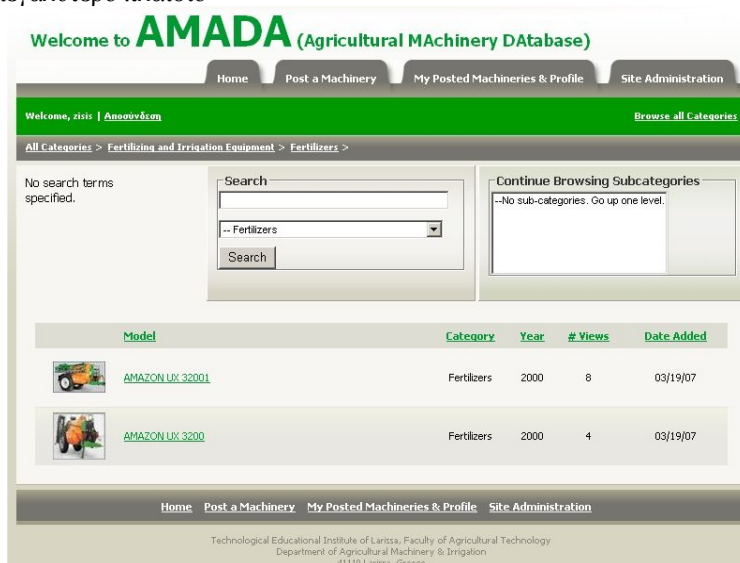 Welcome to AMADA (Agricultural MAchinery DAtabase)
Home Post a Machinery My Posted Machineries & Profile Site Administration
Welcome, zisis | Αποσύνδεση Browse all Categories
All Categories > Fertilizing and Irrigation Equipment > Fertilizers >
No search terms
specified.
Search
-- Fertilizers
Search
Continue Browsing Subcategories
--No sub-categories. Go up one level.
Model Category Year # Views Date Added
AMAZON UX 32001 Fertilizers 2000 8 03/19/07
AMAZON UX 3200 Fertilizers 2000 4 03/19/07
Home Post a Machinery My Posted Machineries & Profile Site Administration
Technological Educational Institute of Larissa, Faculty of Agricultural Technology
Department of Agricultural Machinery & Irrigation
Larissa, Greece